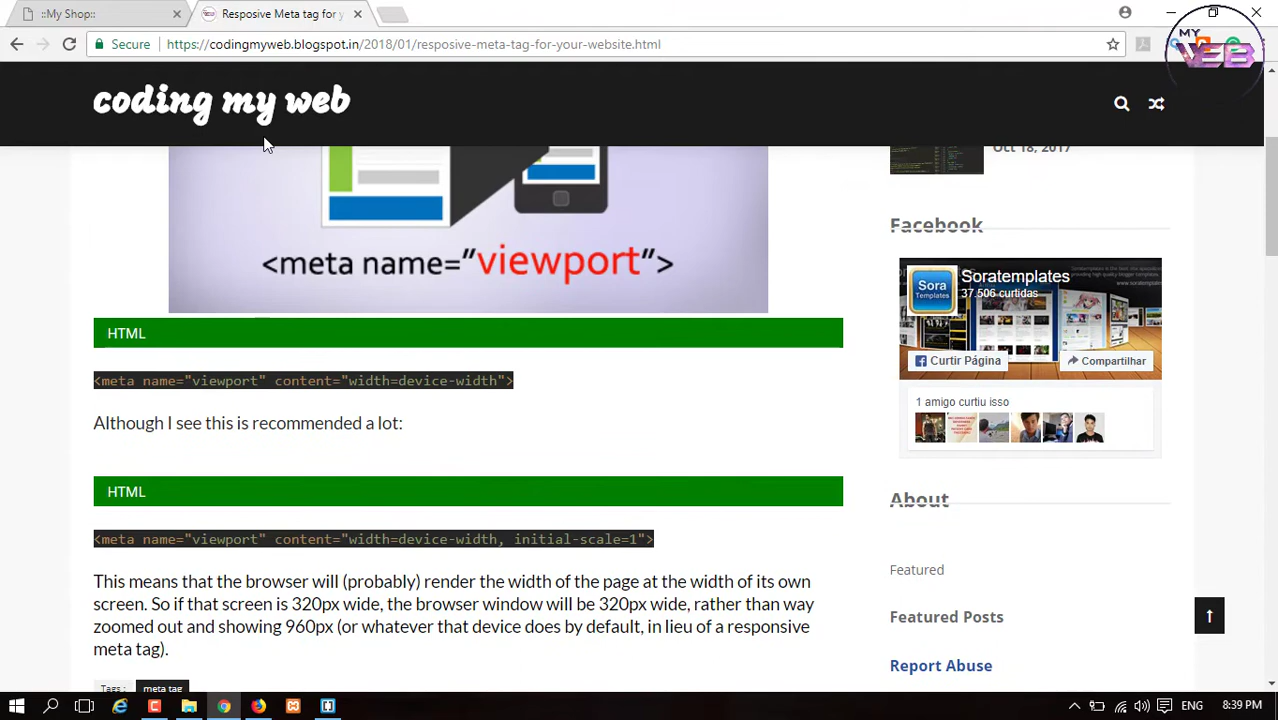 ::My Shop::
Resposive Meta tag for y
Secure
https://codingmyweb.blogspot.in/2018/01/resposive-meta-tag-for-your-website.html
MY
WEB
coding my web
Oct 18, 2017
<meta name="viewport">
HTML
<meta name="viewport" content="width=device-width">
Although I see this is recommended a lot:
HTML
<meta name="viewport" content="width=device-width, initial-scale=1">
This means that the browser will (probably) render the width of the page at the width of its own
screen. So if that screen is 320px wide, the browser window will be 320px wide, rather than way
zoomed out and showing 960px (or whatever that device does by default, in lieu of a responsive
meta tag).
Tags :
meta tag
Facebook
Sora
Templates
Soratemplates
37.506 curtidas
Curtir Página
Compartilhar
1 amigo curtiu isso
About
Featured
Featured Posts
Report Abuse
ENG
8:39 PM